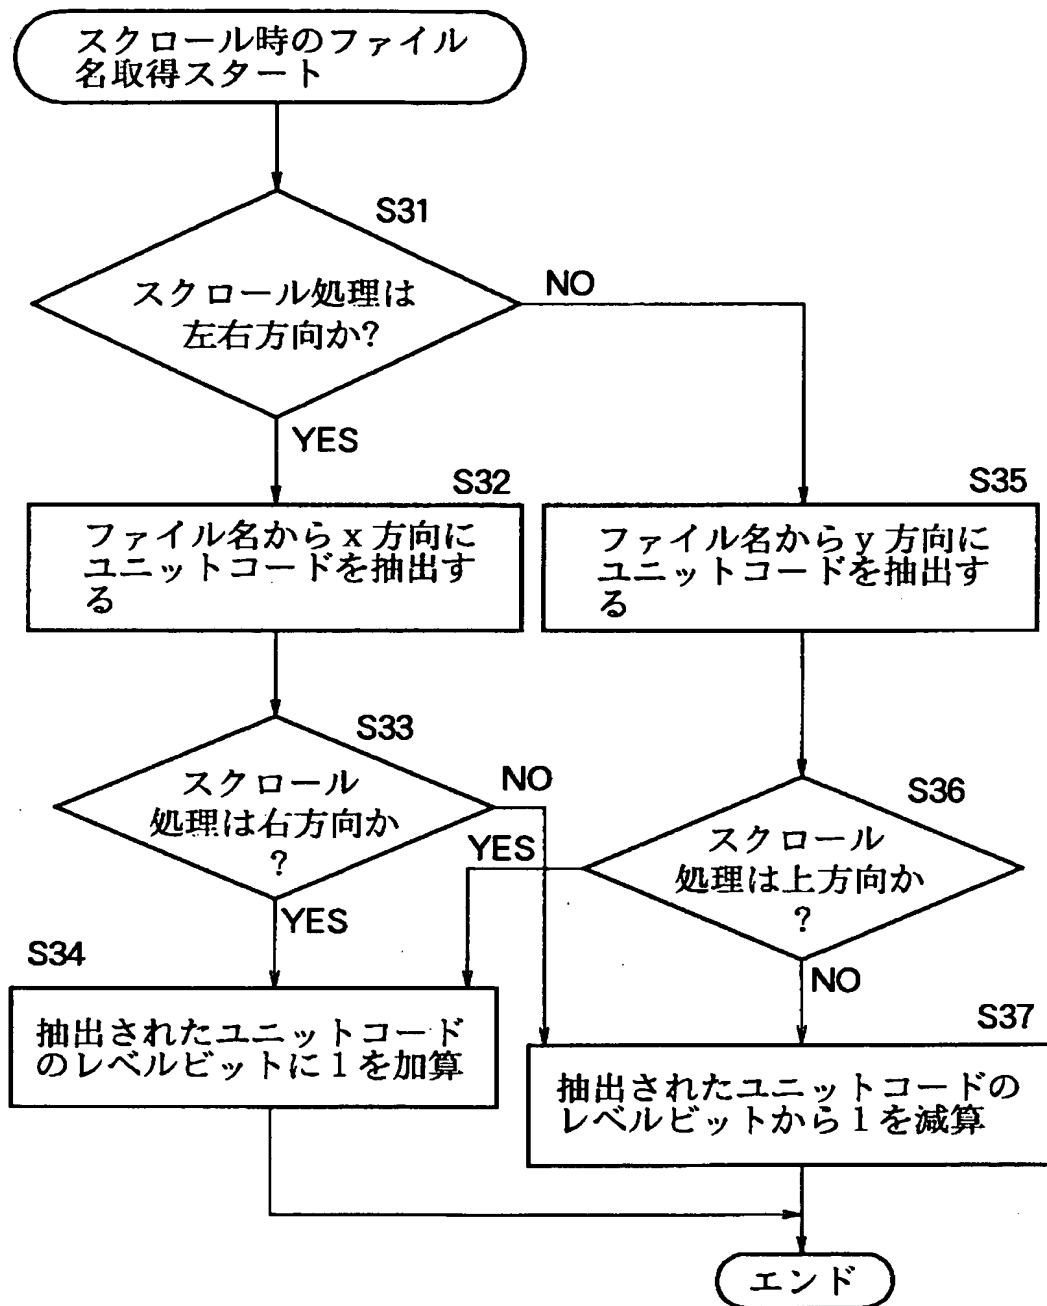 スクロール時のファイル
名取得スタート
S31
スクロール処理は
左右方向か?
NO
YES
S32
ファイル名からx方向に
ユニットコードを抽出す
る
S35
ファイル名からy方向に
ユニットコードを抽出す
る
S33
スクロール
処理は右方向か
?
NO
YES
S36
スクロール
処理は上方向か
?
YES
NO
S34
抽出されたユニットコード
のレベルビットに1を加算
S37
抽出されたユニットコードの
レベルビットから1を減算
エンド